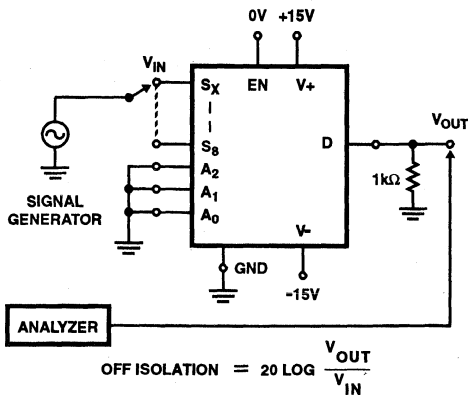 0V +15V
VIN
SX
EN
V+
VOUT
S8
D
A2
A1
A0
1kΩ
SIGNAL
GENERATOR
V–
GND
-15V
ANALYZER
OFF ISOLATION = 20 LOG VOUT
VIN